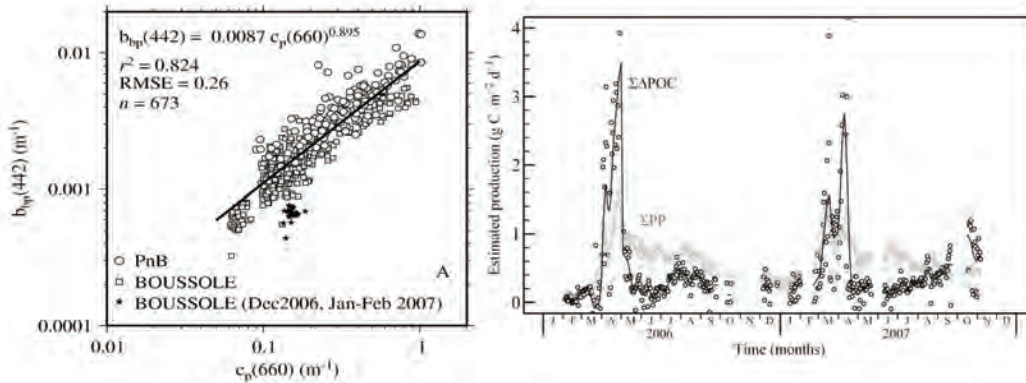 b_bp(442) = 0.0087 c_p(660)^0.895
r² = 0.824
RMSE = 0.26
n = 673
0.01
0.001
0.0001
b_bp(442) (m⁻¹)
PnB
BOUSSOLE
BOUSSOLE (Dec2006, Jan-Feb 2007)
A
0.01
0.1
1
c_p(660) (m⁻¹)
Estimated production (g C m⁻² d⁻¹)
4
3
2
1
0
ΣΔPOC
ΣPP
J F M A M J J A S O N D J F M A M J J A S O N D
2006
2007
Time (months)